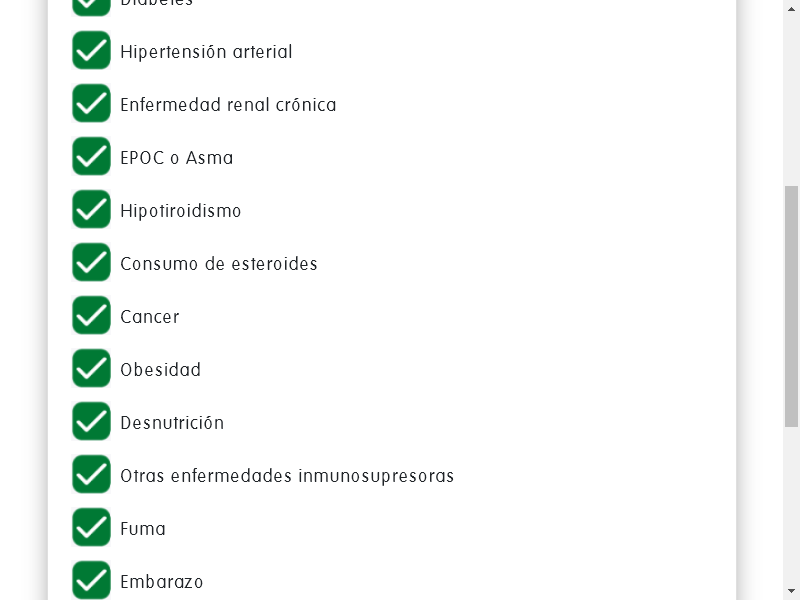 Diabetes
Hipertensión arterial
Enfermedad renal crónica
EPOC o Asma
Hipotiroidismo
Consumo de esteroides
Cancer
Obesidad
Desnutrición
Otras enfermedades inmunosupresoras
Fuma
Embarazo